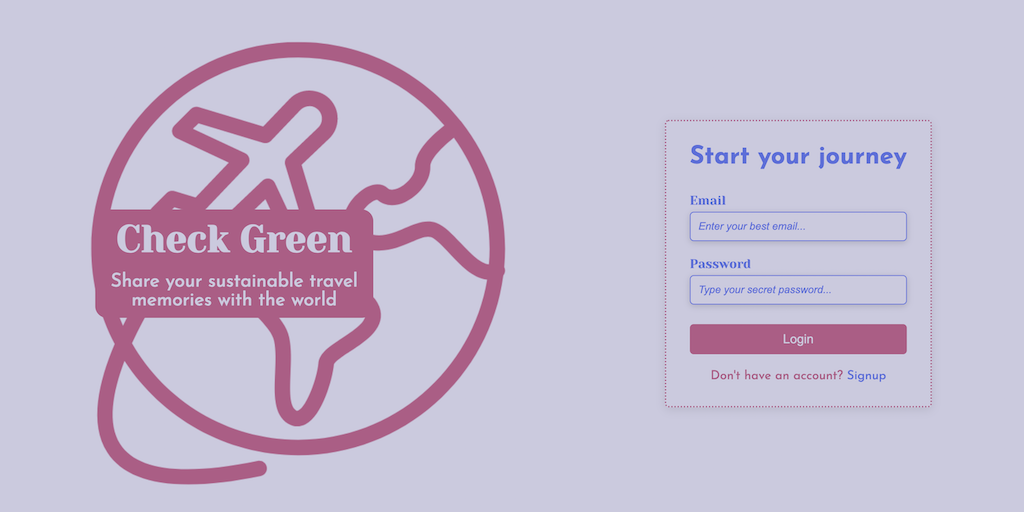 Check Green
Share your sustainable travel
memories with the world
Start your journey
Email
Enter your best email...
Password
Type your secret password...
Login
Don't have an account? Signup